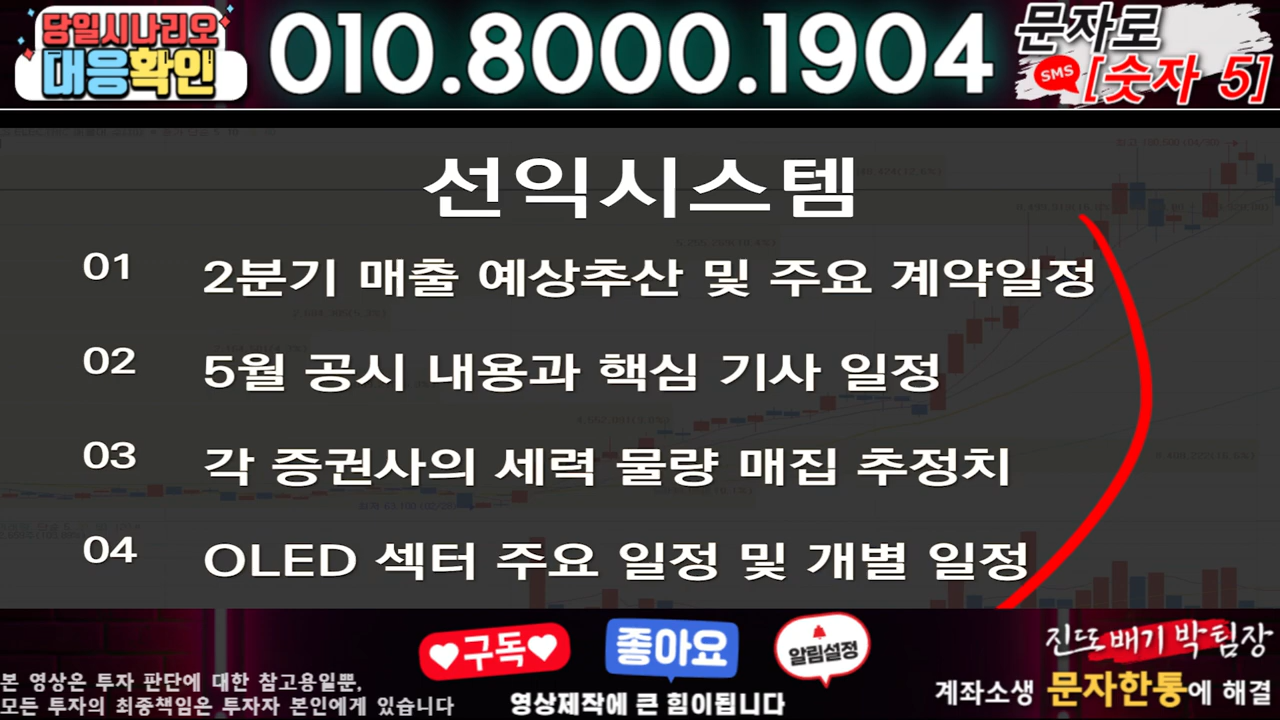 당일시나리오
대응확인
010.8000.1904
문자로
SMS
[숫자 5]
선익시스템
01 2분기 매출 예상추산 및 주요 계약일정
02 5월 공시 내용과 핵심 기사 일정
03 각 증권사의 세력 물량 매집 추정치
04 OLED 섹터 주요 일정 및 개별 일정
구독
좋아요
알림설정
영상제작에 큰 힘이됩니다
본 영상은 투자 판단에 대한 참고용일뿐,
모든 투자의 최종책임은 투자자 본인에게 있습니다
진또배기 박팀장
계좌소생 문자한통에 해결